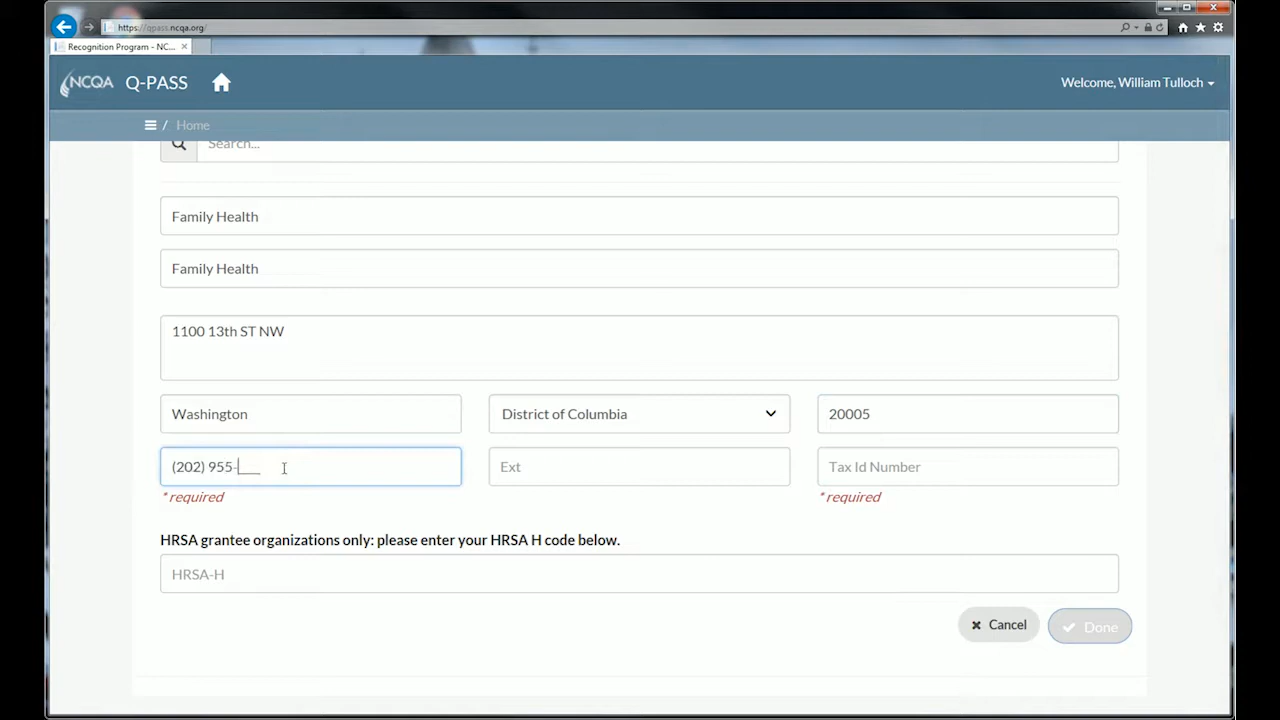 https://qpass.ncqa.org/
Recognition Program - NC...
NCQA Q-PASS
Welcome, William Tulloch
/ Home
Search...
Family Health
Family Health
1100 13th ST NW
Washington
District of Columbia
20005
(202) 955-____
Ext
Tax Id Number
* required
* required
HRSA grantee organizations only: please enter your HRSA H code below.
HRSA-H
Cancel
Done